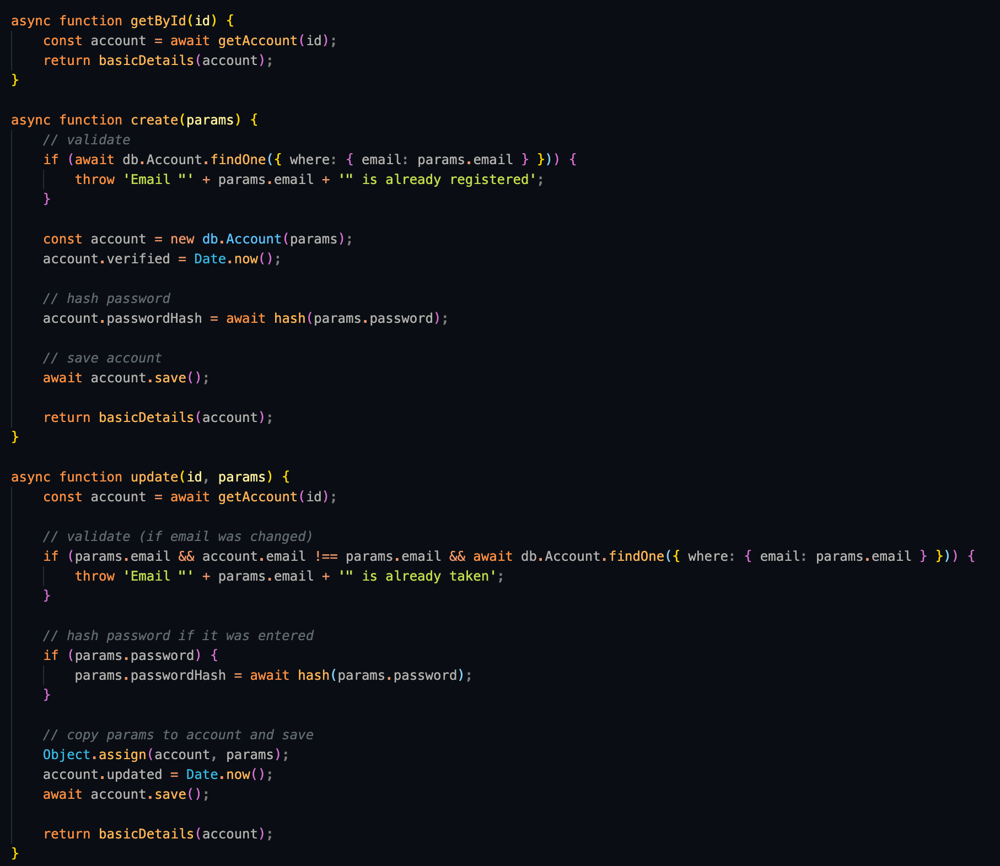 async function getById(id) {
    const account = await getAccount(id);
    return basicDetails(account);
}

async function create(params) {
    // validate
    if (await db.Account.findOne({ where: { email: params.email } })) {
        throw 'Email "' + params.email + '" is already registered';
    }

    const account = new db.Account(params);
    account.verified = Date.now();

    // hash password
    account.passwordHash = await hash(params.password);

    // save account
    await account.save();

    return basicDetails(account);
}

async function update(id, params) {
    const account = await getAccount(id);

    // validate (if email was changed)
    if (params.email && account.email !== params.email && await db.Account.findOne({ where: { email: params.email } })) {
        throw 'Email "' + params.email + '" is already taken';
    }

    // hash password if it was entered
    if (params.password) {
        params.passwordHash = await hash(params.password);
    }

    // copy params to account and save
    Object.assign(account, params);
    account.updated = Date.now();
    await account.save();

    return basicDetails(account);
}